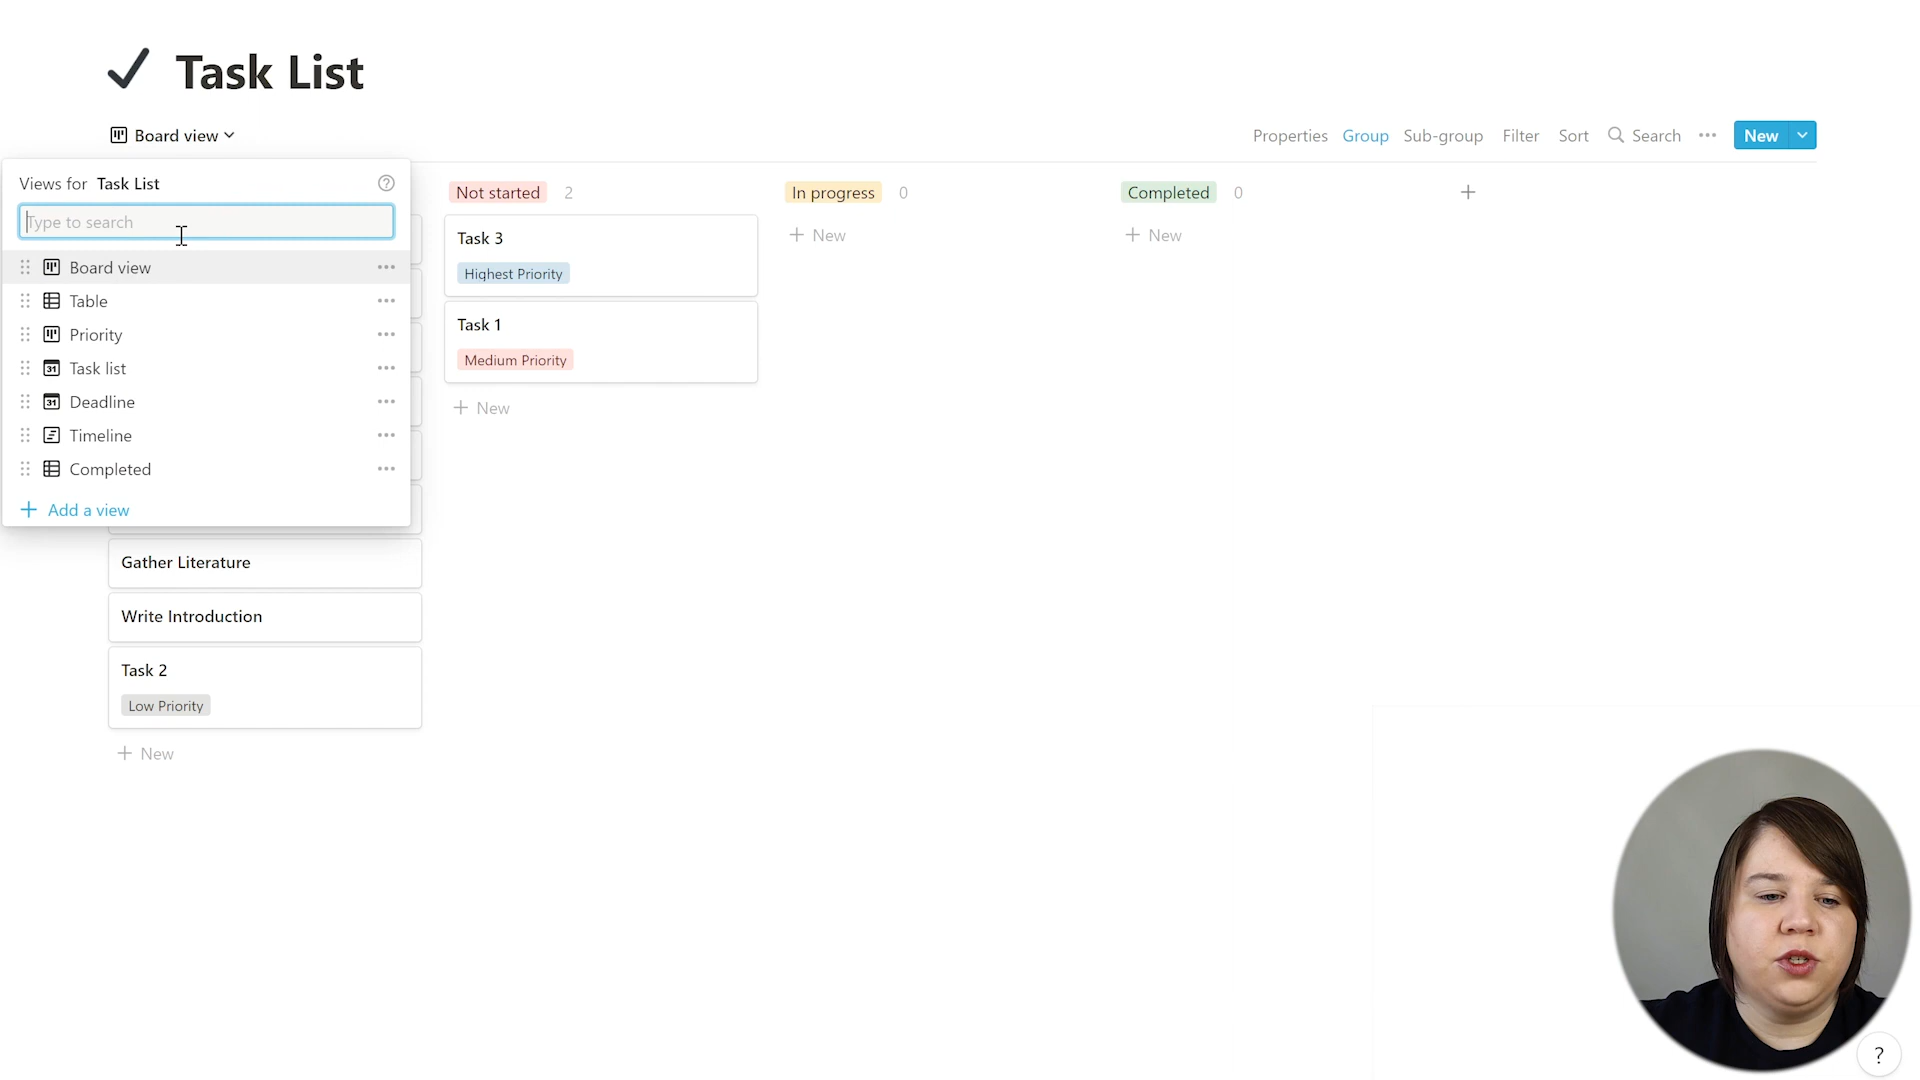 Task List
Board view
Properties Group Sub-group Filter Sort Search ••• New
Views for Task List
Type to search
Board view •••
Table •••
Priority •••
31 Task list •••
31 Deadline •••
Timeline •••
Completed •••
+ Add a view
Gather Literature
Write Introduction
Task 2
Low Priority
+ New
Not started 2
Task 3
Highest Priority
Task 1
Medium Priority
+ New
In progress 0
+ New
Completed 0
+ New
+
?